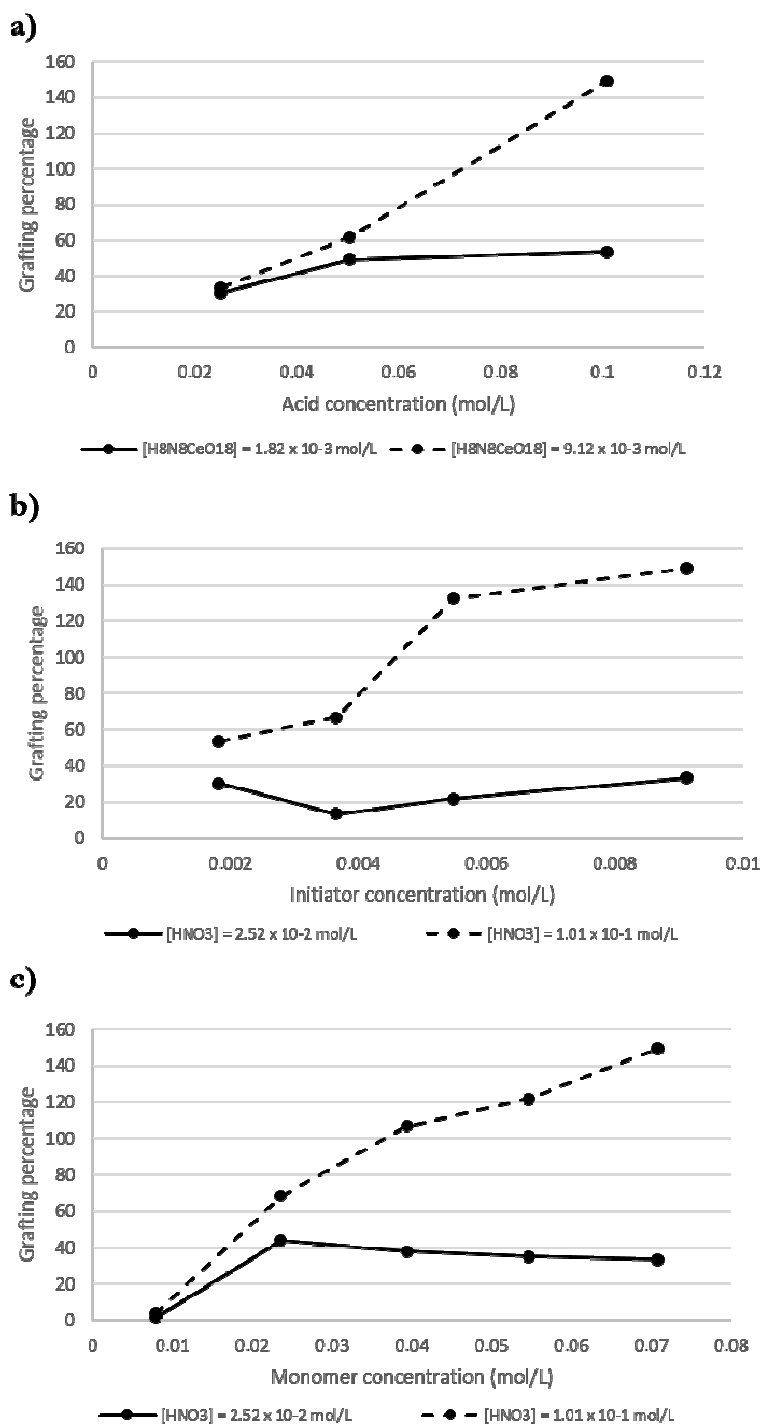 a)
160
140
120
100
80
60
40
20
0
Grafting percentage
0 0.02 0.04 0.06 0.08 0.1 0.12
Acid concentration (mol/L)
[H8N8CeO18] = 1.82 x 10-3 mol/L [H8N8CeO18] = 9.12 x 10-3 mol/L
b)
160
140
120
100
80
60
40
20
0
Grafting percentage
0 0.002 0.004 0.006 0.008 0.01
Initiator concentration (mol/L)
[HNO3] = 2.52 x 10-2 mol/L [HNO3] = 1.01 x 10-1 mol/L
c)
160
140
120
100
80
60
40
20
0
Grafting percentage
0 0.01 0.02 0.03 0.04 0.05 0.06 0.07 0.08
Monomer concentration (mol/L)
[HNO3] = 2.52 x 10-2 mol/L [HNO3] = 1.01 x 10-1 mol/L